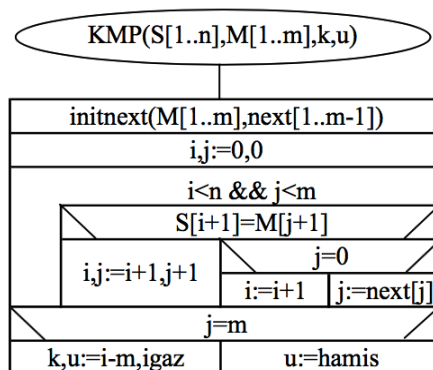 KMP(S[1..n],M[1..m],k,u)
initnext(M[1..m],next[1..m-1])
i,j:=0,0
i<n && j<m
S[i+1]=M[j+1]
i,j:=i+1,j+1
j=0
i:=i+1
j:=next[j]
j=m
k,u:=i-m,igaz
u:=hamis